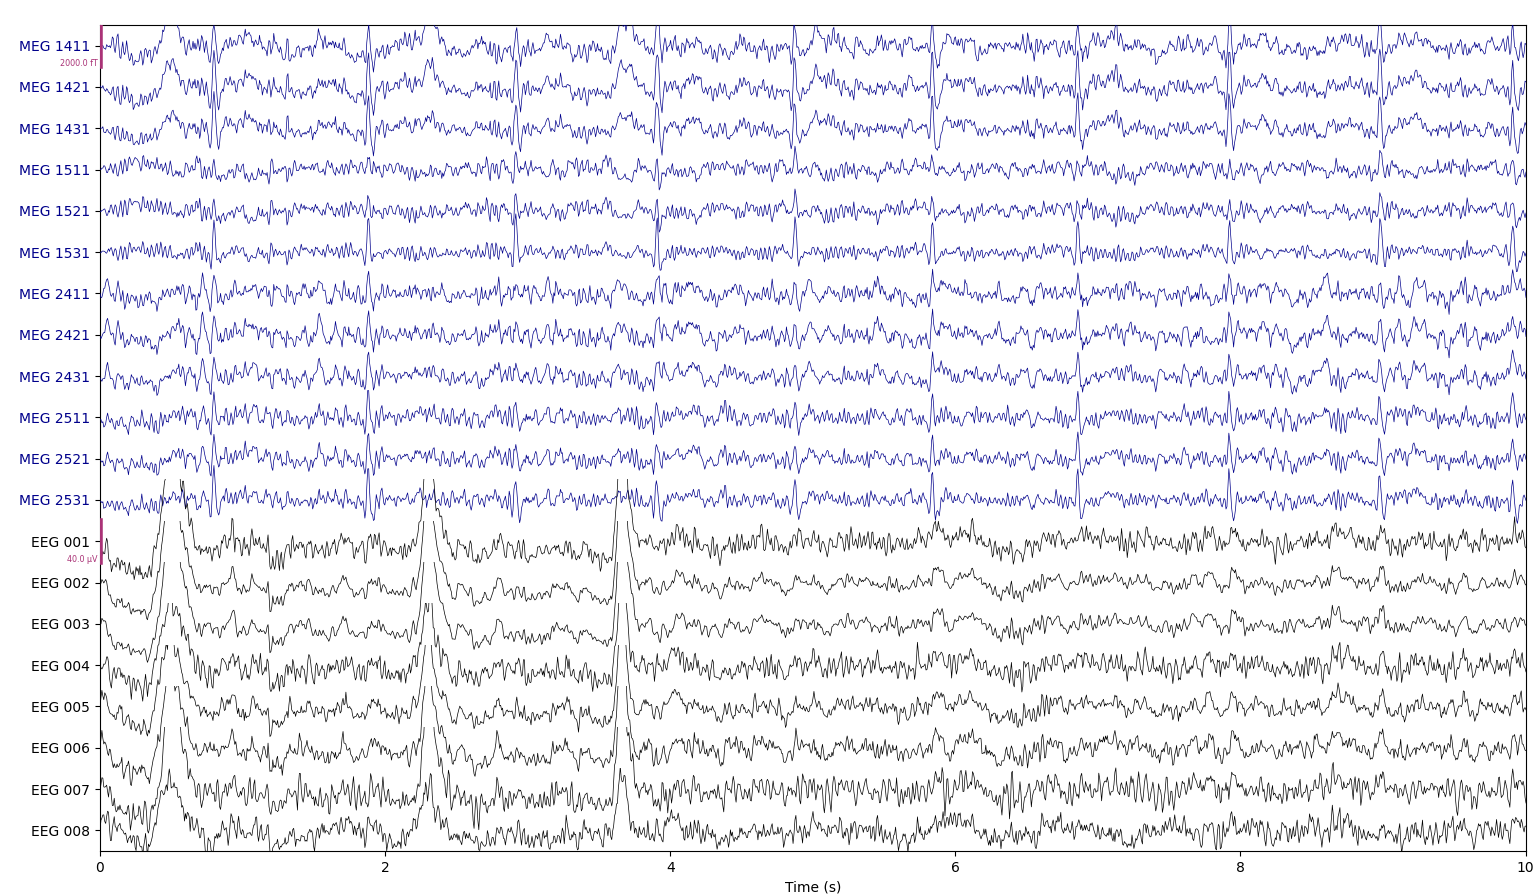 MEG 1411
2000.0 fT
MEG 1421
MEG 1431
MEG 1511
MEG 1521
MEG 1531
MEG 2411
MEG 2421
MEG 2431
MEG 2511
MEG 2521
MEG 2531
EEG 001
40.0 µV
EEG 002
EEG 003
EEG 004
EEG 005
EEG 006
EEG 007
EEG 008
0 2 4 6 8 10
Time (s)